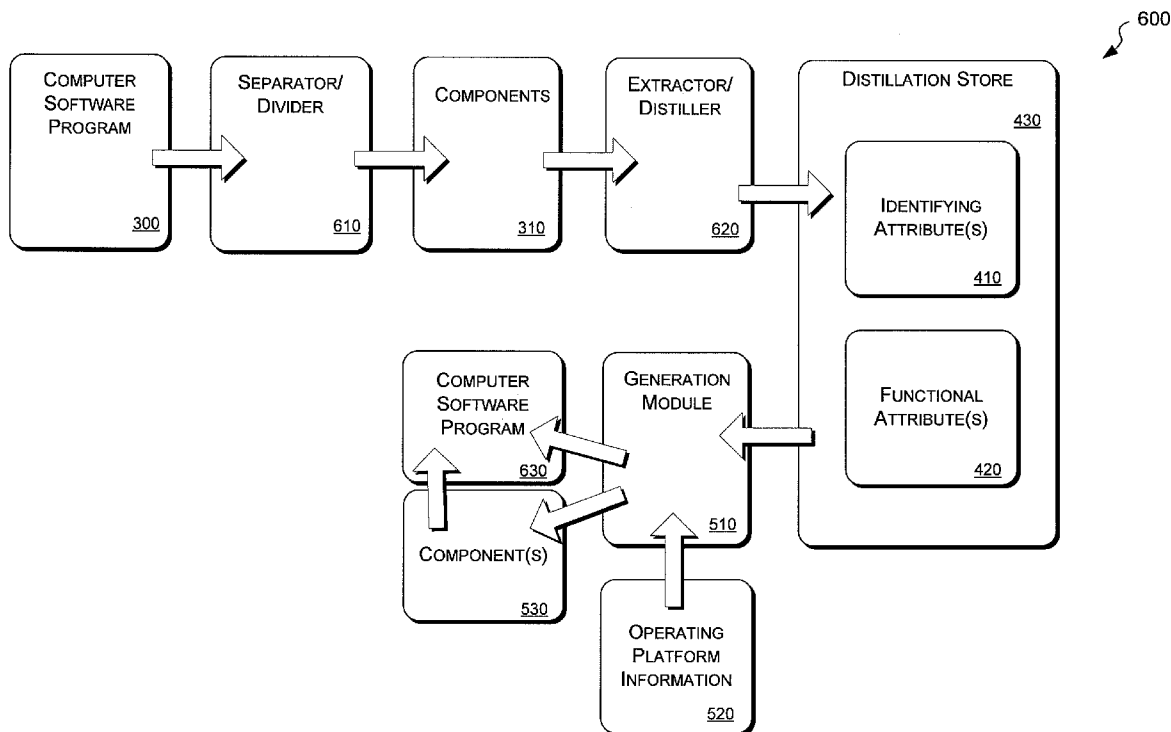 600
COMPUTER
SOFTWARE
PROGRAM
300
SEPARATOR/
DIVIDER
610
COMPONENTS
310
EXTRACTOR/
DISTILLER
620
DISTILLATION STORE
430
IDENTIFYING
ATTRIBUTE(S)
410
FUNCTIONAL
ATTRIBUTE(S)
420
COMPUTER
SOFTWARE
PROGRAM
630
GENERATION
MODULE
510
COMPONENT(S)
530
OPERATING
PLATFORM
INFORMATION
520